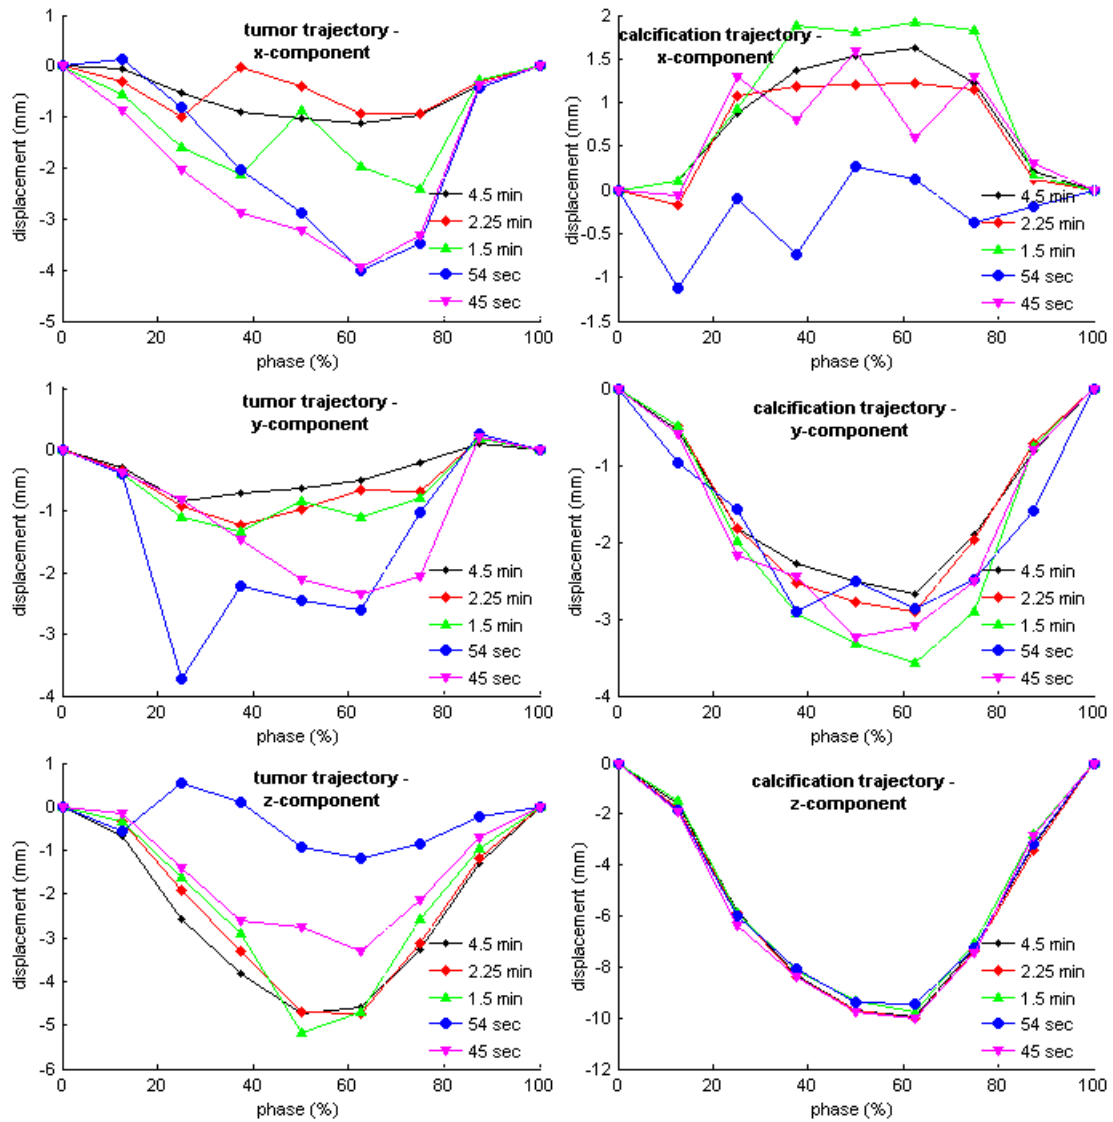 tumor trajectory -
x-component
1
0
-1
-2
-3
-4
-5
displacement (mm)
4.5 min
2.25 min
1.5 min
54 sec
45 sec
0 20 40 60 80 100
phase (%)
calcification trajectory -
x-component
2
1.5
1
0.5
0
-0.5
-1
-1.5
displacement (mm)
4.5 min
2.25 min
1.5 min
54 sec
45 sec
0 20 40 60 80 100
phase (%)
tumor trajectory -
y-component
1
0
-1
-2
-3
-4
displacement (mm)
4.5 min
2.25 min
1.5 min
54 sec
45 sec
0 20 40 60 80 100
phase (%)
calcification trajectory -
y-component
0
-1
-2
-3
-4
displacement (mm)
4.5 min
2.25 min
1.5 min
54 sec
45 sec
0 20 40 60 80 100
phase (%)
tumor trajectory -
z-component
1
0
-1
-2
-3
-4
-5
-6
displacement (mm)
4.5 min
2.25 min
1.5 min
54 sec
45 sec
0 20 40 60 80 100
phase (%)
calcification trajectory -
z-component
0
-2
-4
-6
-8
-10
-12
displacement (mm)
4.5 min
2.25 min
1.5 min
54 sec
45 sec
0 20 40 60 80 100
phase (%)